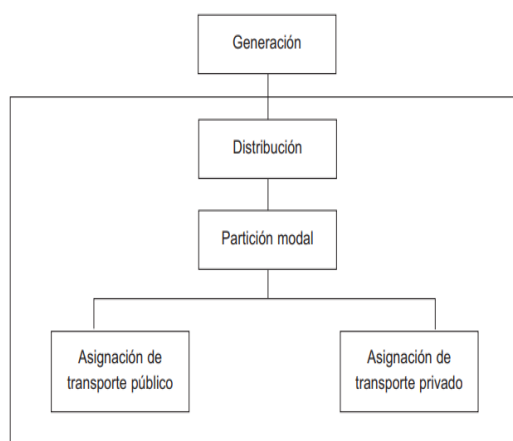 Generación
Distribución
Partición modal
Asignación de
transporte público
Asignación de
transporte privado